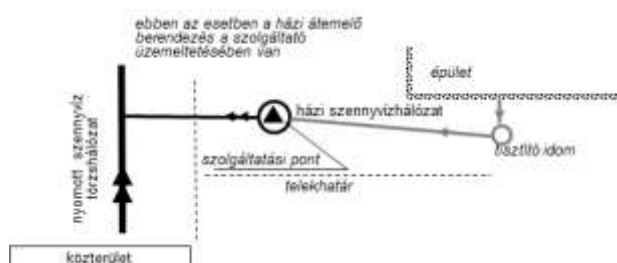 ebben az esetben a házi átemelő
berendezés a szolgáltató
üzemeltetésében van
épület
házi szennyvízhálózat
tisztító idom
szolgáltatási pont
telekhatár
nyomott szennyvíz
törzshálózat
közterület